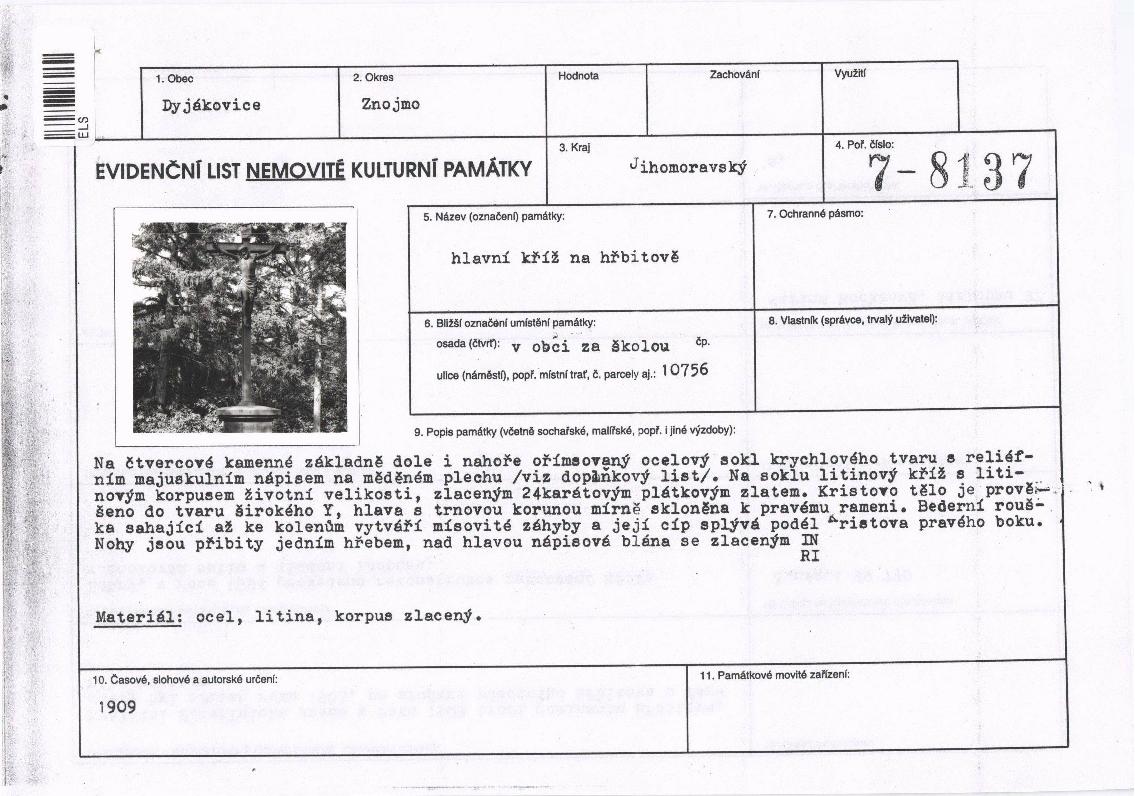 ELS
1. Obec
Dyjákovice
2. Okres
Znojmo
Hodnota
Zachování
Využití
EVIDENČNÍ LIST NEMOVITÉ KULTURNÍ PAMÁTKY
3. Kraj
Jihomoravský
4. Poř. číslo:
7-8137
5. Název (označení) památky:
hlavní kříž na hřbitově
7. Ochranné pásmo:
6. Bližší označení umístění památky:
osada (čtvrť): v obci za školou čp.
ulice (náměstí), popř. místní trať, č. parcely aj.: 10756
8. Vlastník (správce, trvalý uživatel):
9. Popis památky (včetně sochařské, malířské, popř. i jiné výzdoby):
Na čtvercové kamenné základně dole i nahoře ořímsovaný ocelový sokl krychlového tvaru s reliéf-
ním majuskulním nápisem na měděném plechu /viz doplňkový list/. Na soklu litinový kříž s liti-
novým korpusem životní velikosti, zlaceným 24karátovým plátkovým zlatem. Kristovo tělo je prově-
šeno do tvaru širokého Y, hlava s trnovou korunou mírně skloněna k pravému rameni. Bederní rouš-
ka sahající až ke kolenům vytváří mísovité záhyby a její cíp splývá podél Kristova pravého boku.
Nohy jsou přibity jedním hřebem, nad hlavou nápisová blána se zlaceným IN
RI
Materiál: ocel, litina, korpus zlacený.
10. Časové, slohové a autorské určení:
1909
11. Památkové movité zařízení: